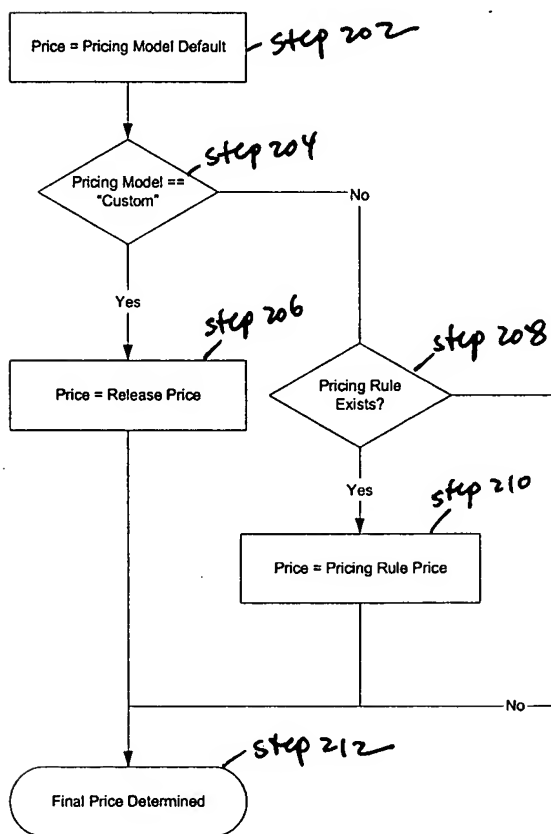 Price = Pricing Model Default
step 202
step 204
Pricing Model ==
"Custom"
No
Yes
step 206
step 208
Price = Release Price
Pricing Rule
Exists?
Yes
step 210
Price = Pricing Rule Price
No
step 212
Final Price Determined